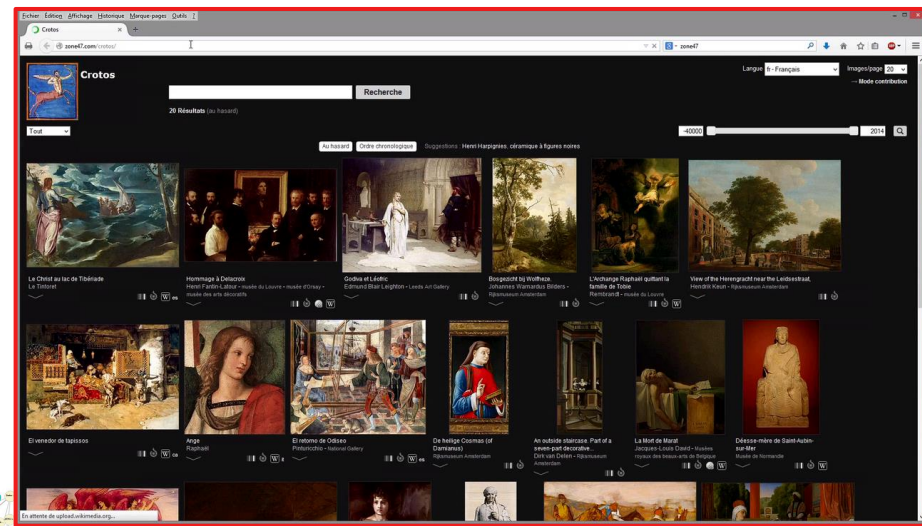 Fichier Édition Affichage Historique Marque-pages Outils ?
Crotos
zone47.com/crotos/
zone47
Crotos
Langue fr - Français
Images/page 20
Mode contribution
Recherche
20 Résultats (au hasard)
Tout
-40000
2014
Au hasard
Ordre chronologique
Suggestions : Henri Harpignies, céramique à figures noires
Le Christ au lac de Tibériade
Le Tintoret
W es
Hommage à Delacroix
Henri Fantin-Latour - musée du Louvre - musée d'Orsay -
musée des arts décoratifs
W
Godiva et Léofric
Edmund Blair Leighton - Leeds Art Gallery
Bosgezicht bij Wolfheze.
Johannes Warnardus Bilders -
Rijksmuseum Amsterdam
L'Archange Raphaël quittant la
famille de Tobie
Rembrandt - musée du Louvre
W
View of the Herengracht near the Leidsestraat.
Hendrik Keun - Rijksmuseum Amsterdam
El venedor de tapissos
W ca
Ange
Raphaël
W
El retorno de Odiseo
Pinturicchio - National Gallery
W es
De heilige Cosmas (of
Damianus)
Rijksmuseum Amsterdam
An outside staircase. Part of a
seven-part decorative...
Dirk van Delen - Rijksmuseum
Amsterdam
La Mort de Marat
Jacques-Louis David - Musées
royaux des beaux-arts de Belgique
W
Déesse-mère de Saint-Aubin-
sur-Mer
Musée de Normandie
W
En attente de upload.wikimedia.org...